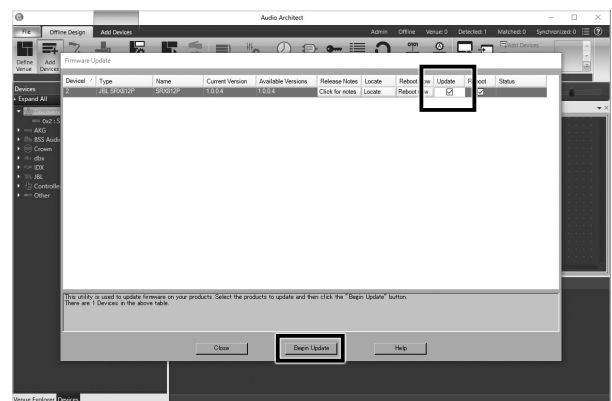 Audio Architect
File Offline Design Add Devices
Admin Offline Venue: 0 Detected: 1 Matched: 0 Synchronized: 0
Define Venue
Add Devices
Add Devices
Firmware Update
Type Name Current Version Available Versions Release Notes Locate Reboot Update Status
2 JBL SRX812P SRX812P 1.0.0.4 1.0.0.4 Click for notes Locate Reboot
Devices
Expand All
AKG
BSS Audio
Crown
dbx
IDX
JBL
Controlle
Other
This utility is used to update firmware on your products. Select the products to update and then click the "Begin Update" button.
There are 1 Devices in the above table.
Close Begin Update Help
Venue Explorer Devices